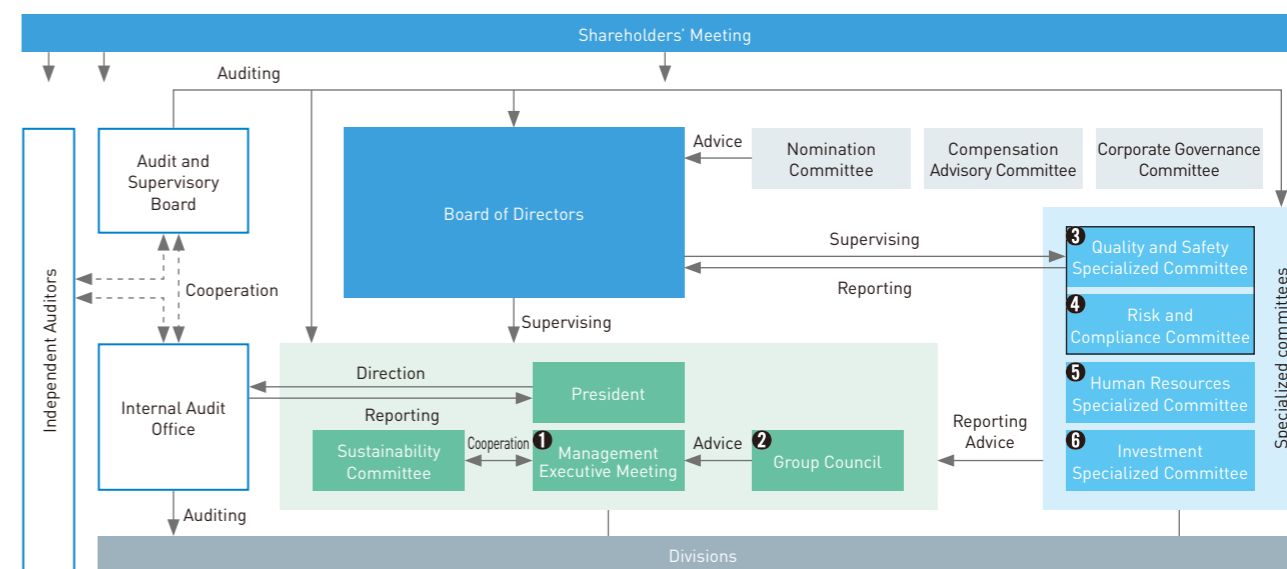 Shareholders' Meeting
Auditing
Audit and
Supervisory
Board
Board of Directors
Advice
Nomination
Committee
Compensation
Advisory Committee
Corporate Governance
Committee
Independent Auditors
Cooperation
Supervising
Reporting
3
Quality and Safety
Specialized Committee
4
Risk and
Compliance Committee
5
Human Resources
Specialized Committee
6
Investment
Specialized Committee
Specialized committees
Supervising
Internal Audit
Office
Direction
Reporting
President
Sustainability
Committee
Cooperation
1
Management
Executive Meeting
Advice
2
Group Council
Reporting
Advice
Auditing
Divisions